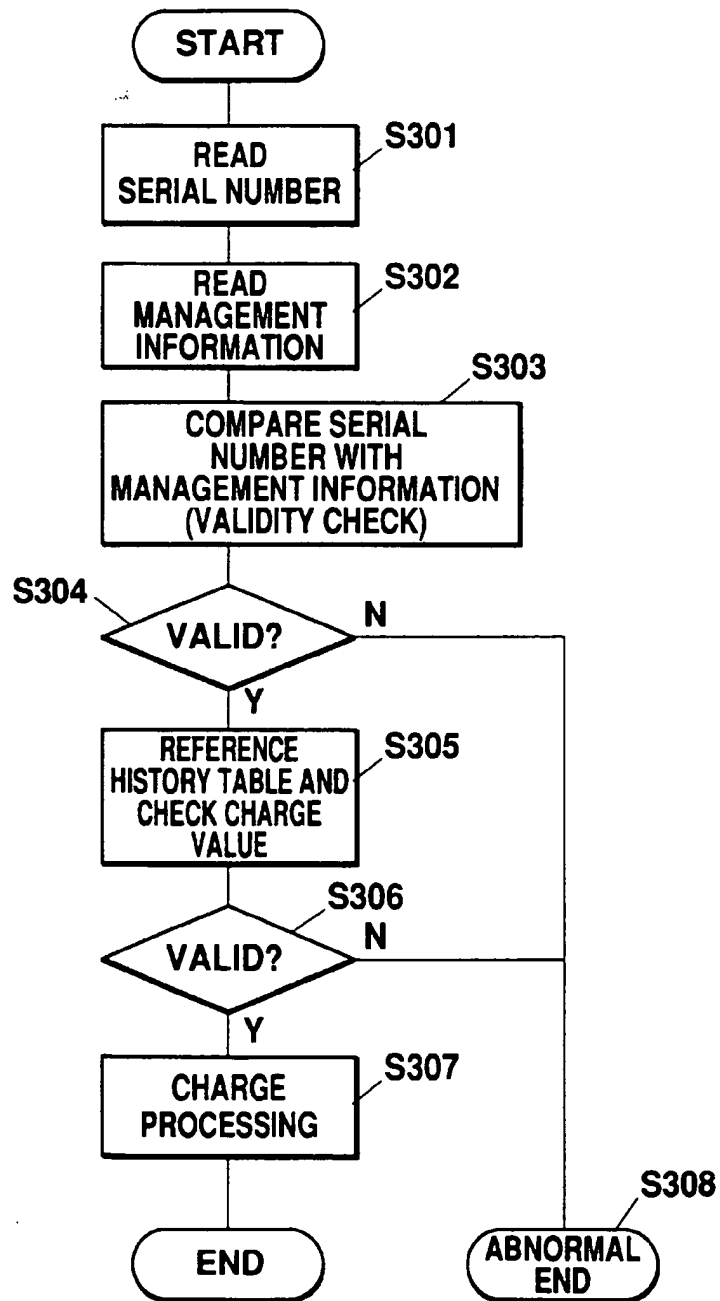 START
S301
READ
SERIAL NUMBER
S302
READ
MANAGEMENT
INFORMATION
S303
COMPARE SERIAL
NUMBER WITH
MANAGEMENT INFORMATION
(VALIDITY CHECK)
S304
VALID?
N
Y
S305
REFERENCE
HISTORY TABLE AND
CHECK CHARGE
VALUE
S306
VALID?
N
Y
S307
CHARGE
PROCESSING
S308
END
ABNORMAL
END